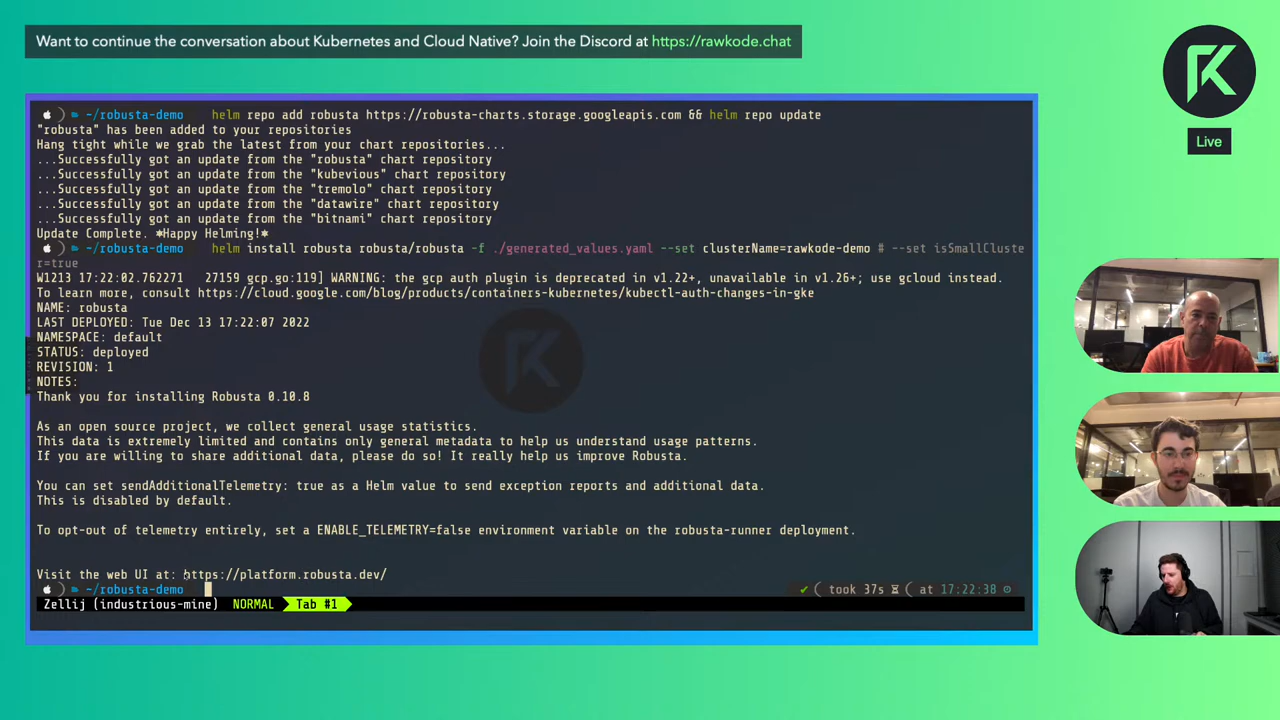 Want to continue the conversation about Kubernetes and Cloud Native? Join the Discord at https://rawkode.chat
Live
~/robusta-demo helm repo add robusta https://robusta-charts.storage.googleapis.com && helm repo update
"robusta" has been added to your repositories
Hang tight while we grab the latest from your chart repositories...
...Successfully got an update from the "robusta" chart repository
...Successfully got an update from the "kubevious" chart repository
...Successfully got an update from the "tremolo" chart repository
...Successfully got an update from the "datawire" chart repository
...Successfully got an update from the "bitnami" chart repository
Update Complete. ⎈Happy Helming!⎈
~/robusta-demo helm install robusta robusta/robusta -f ./generated_values.yaml --set clusterName=rawkode-demo # --set isSmallCluste
r=true
W1213 17:22:02.762271 27159 gcp.go:119] WARNING: the gcp auth plugin is deprecated in v1.22+, unavailable in v1.26+; use gcloud instead.
To learn more, consult https://cloud.google.com/blog/products/containers-kubernetes/kubectl-auth-changes-in-gke
NAME: robusta
LAST DEPLOYED: Tue Dec 13 17:22:07 2022
NAMESPACE: default
STATUS: deployed
REVISION: 1
NOTES:
Thank you for installing Robusta 0.10.8
As an open source project, we collect general usage statistics.
This data is extremely limited and contains only general metadata to help us understand usage patterns.
If you are willing to share additional data, please do so! It really help us improve Robusta.
You can set sendAdditionalTelemetry: true as a Helm value to send exception reports and additional data.
This is disabled by default.
To opt-out of telemetry entirely, set a ENABLE_TELEMETRY=false environment variable on the robusta-runner deployment.
Visit the web UI at: https://platform.robusta.dev/
~/robusta-demo ✔ ( took 37s ( at 17:22:38
Zellij (industrious-mine) NORMAL Tab #1